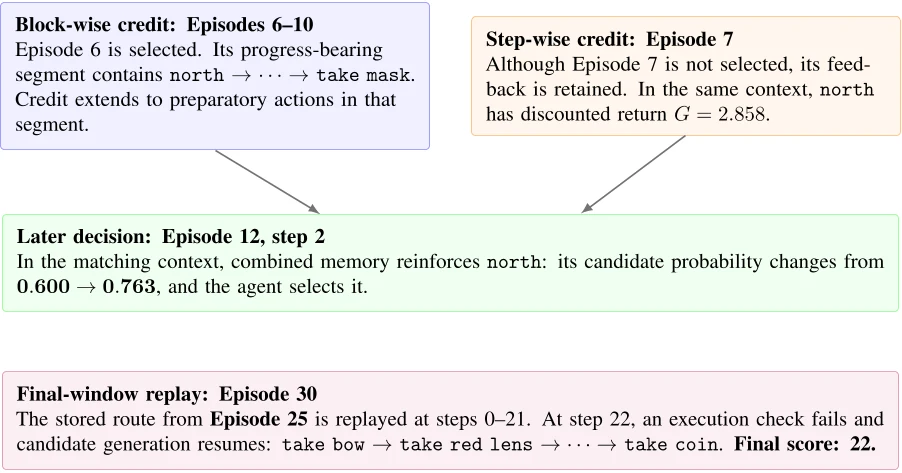 Block-wise credit: Episodes 6–10
Episode 6 is selected. Its progress-bearing
segment contains north → ··· → take mask.
Credit extends to preparatory actions in that
segment.
Step-wise credit: Episode 7
Although Episode 7 is not selected, its feed-
back is retained. In the same context, north
has discounted return G = 2.858.
Later decision: Episode 12, step 2
In the matching context, combined memory reinforces north: its candidate probability changes from
0.600 → 0.763, and the agent selects it.
Final-window replay: Episode 30
The stored route from Episode 25 is replayed at steps 0–21. At step 22, an execution check fails and
candidate generation resumes: take bow → take red lens → ··· → take coin. Final score: 22.